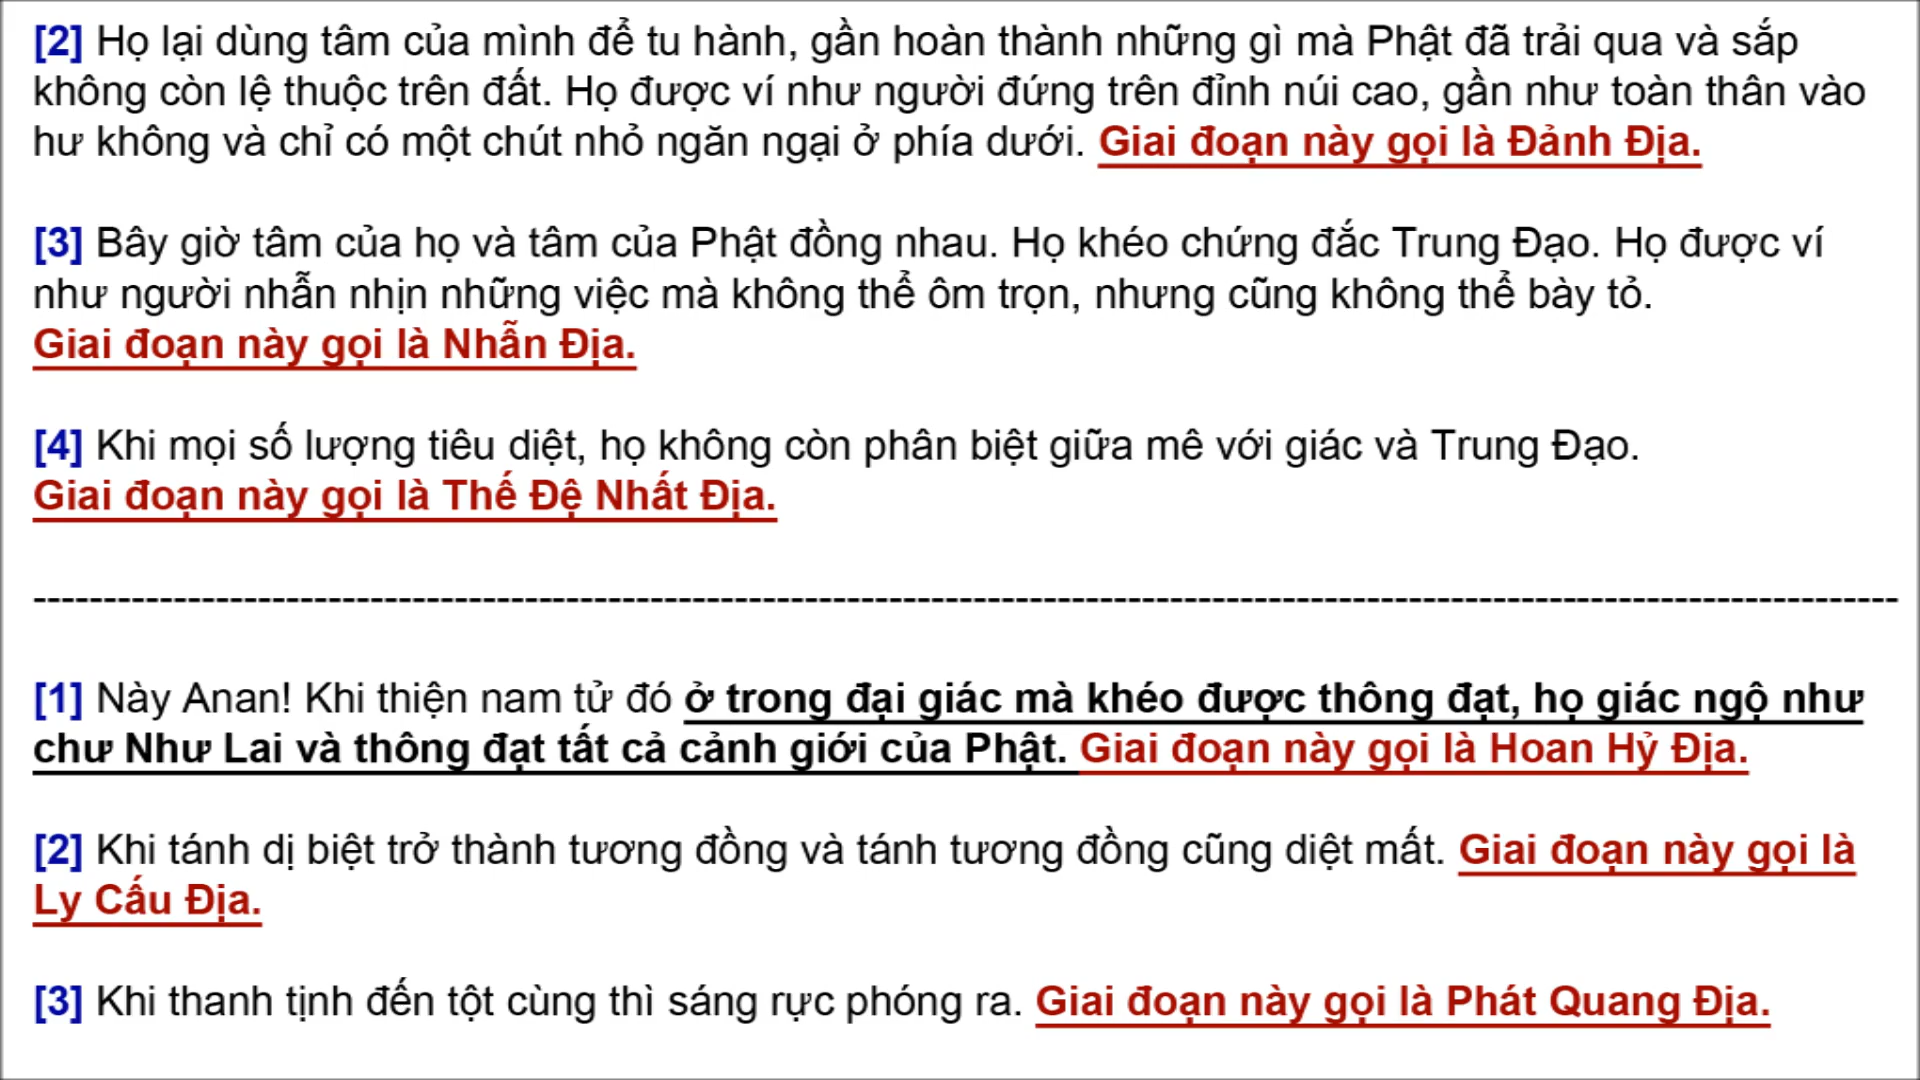 [2] Họ lại dùng tâm của mình để tu hành, gần hoàn thành những gì mà Phật đã trải qua và sắp
không còn lệ thuộc trên đất. Họ được ví như người đứng trên đỉnh núi cao, gần như toàn thân vào
hư không và chỉ có một chút nhỏ ngăn ngại ở phía dưới. Giai đoạn này gọi là Đảnh Địa.
[3] Bây giờ tâm của họ và tâm của Phật đồng nhau. Họ khéo chứng đắc Trung Đạo. Họ được ví
như người nhẫn nhịn những việc mà không thể ôm trọn, nhưng cũng không thể bày tỏ.
Giai đoạn này gọi là Nhẫn Địa.
[4] Khi mọi số lượng tiêu diệt, họ không còn phân biệt giữa mê với giác và Trung Đạo.
Giai đoạn này gọi là Thế Đệ Nhất Địa.
-------------------------------------------------------------------------------------------------------------------------------------
[1] Này Anan! Khi thiện nam tử đó ở trong đại giác mà khéo được thông đạt, họ giác ngộ như
chư Như Lai và thông đạt tất cả cảnh giới của Phật. Giai đoạn này gọi là Hoan Hỷ Địa.
[2] Khi tánh dị biệt trở thành tương đồng và tánh tương đồng cũng diệt mất. Giai đoạn này gọi là
Ly Cấu Địa.
[3] Khi thanh tịnh đến tột cùng thì sáng rực phóng ra. Giai đoạn này gọi là Phát Quang Địa.